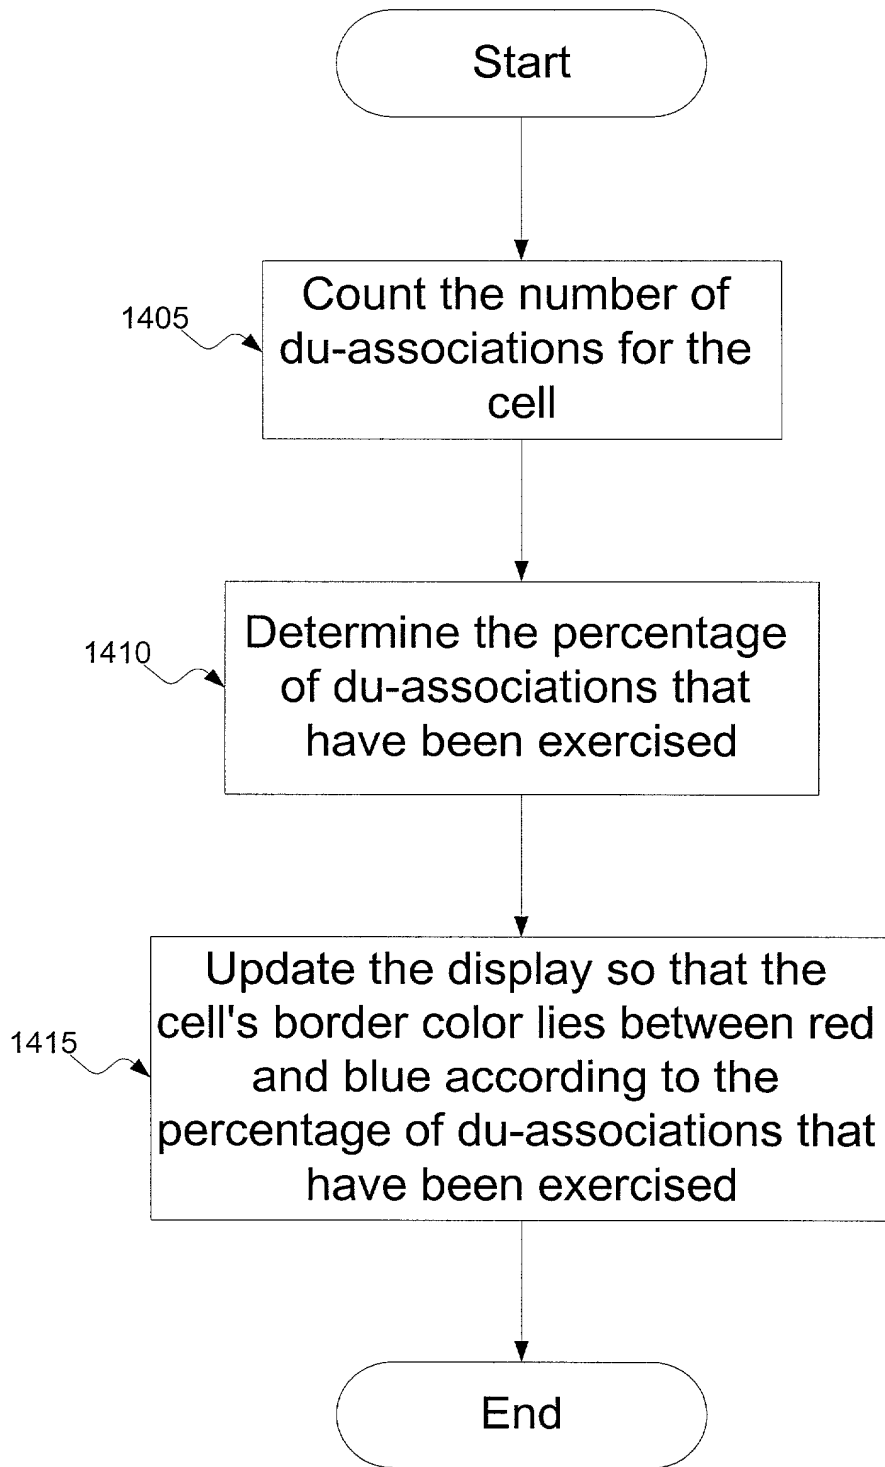 Start
1405
Count the number of
du-associations for the
cell
1410
Determine the percentage
of du-associations that
have been exercised
1415
Update the display so that the
cell's border color lies between red
and blue according to the
percentage of du-associations that
have been exercised
End